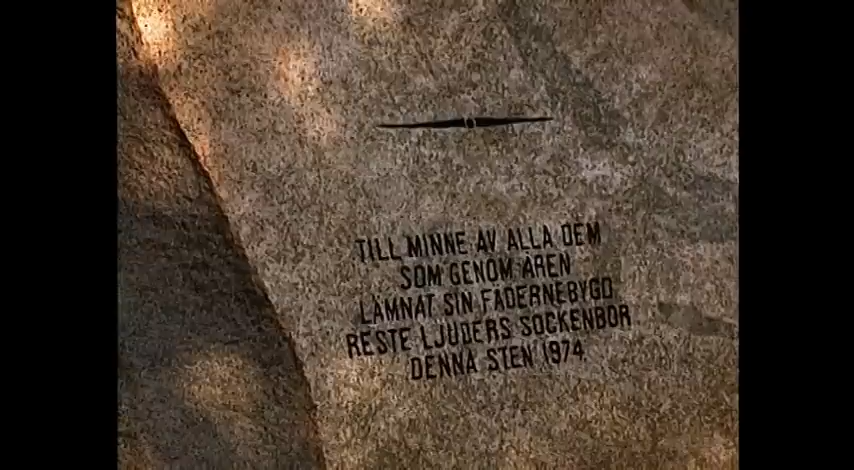 TILL MINNE AV ALLA DEM
SOM GENOM ÅREN
LÄMNAT SIN FÄDERNEBYGD
RESTE LJUDERS SOCKENBOR
DENNA STEN 1974